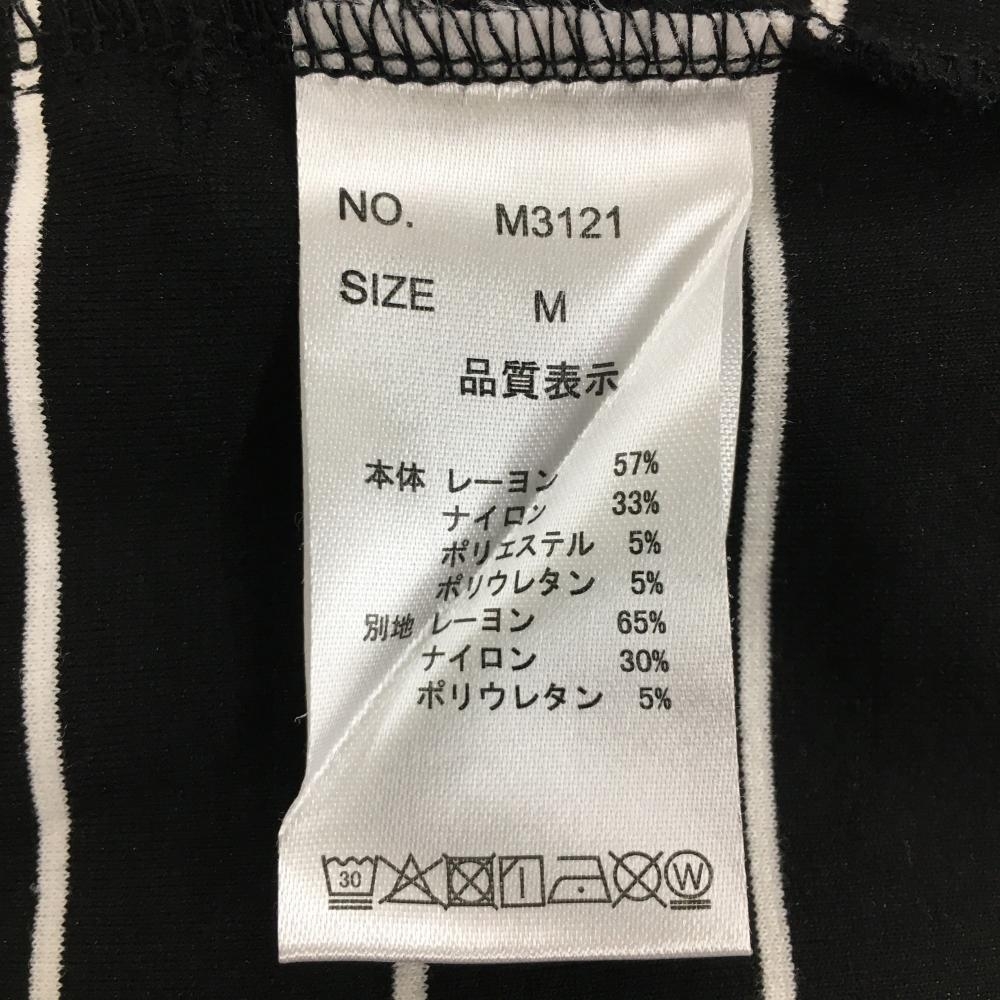 NO. M3121
SIZE M
品質表示
本体 レーヨン 57%
ナイロン 33%
ポリエステル 5%
ポリウレタン 5%
別地 レーヨン 65%
ナイロン 30%
ポリウレタン 5%
30 W